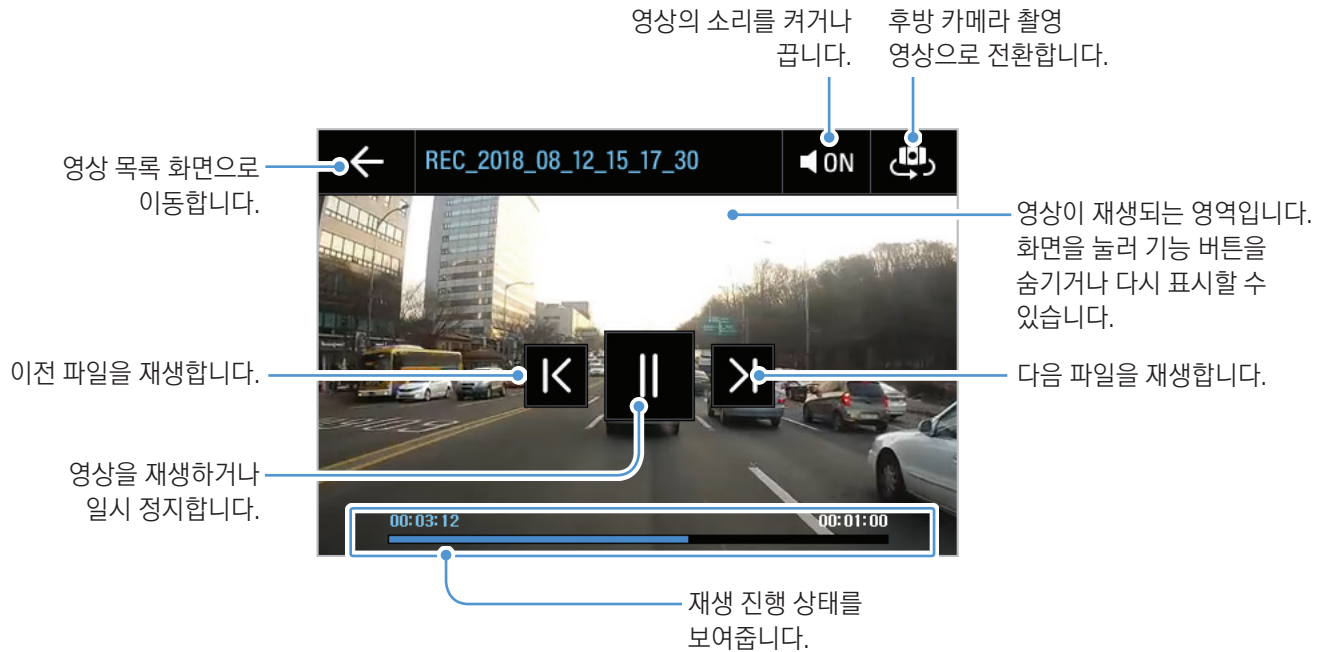 영상의 소리를 켜거나
끕니다.
후방 카메라 촬영
영상으로 전환합니다.
REC_2018_08_12_15_17_30
ON
영상 목록 화면으로
이동합니다.
영상이 재생되는 영역입니다.
화면을 눌러 기능 버튼을
숨기거나 다시 표시할 수
있습니다.
이전 파일을 재생합니다.
다음 파일을 재생합니다.
영상을 재생하거나
일시 정지합니다.
00:03:12
00:01:00
재생 진행 상태를
보여줍니다.